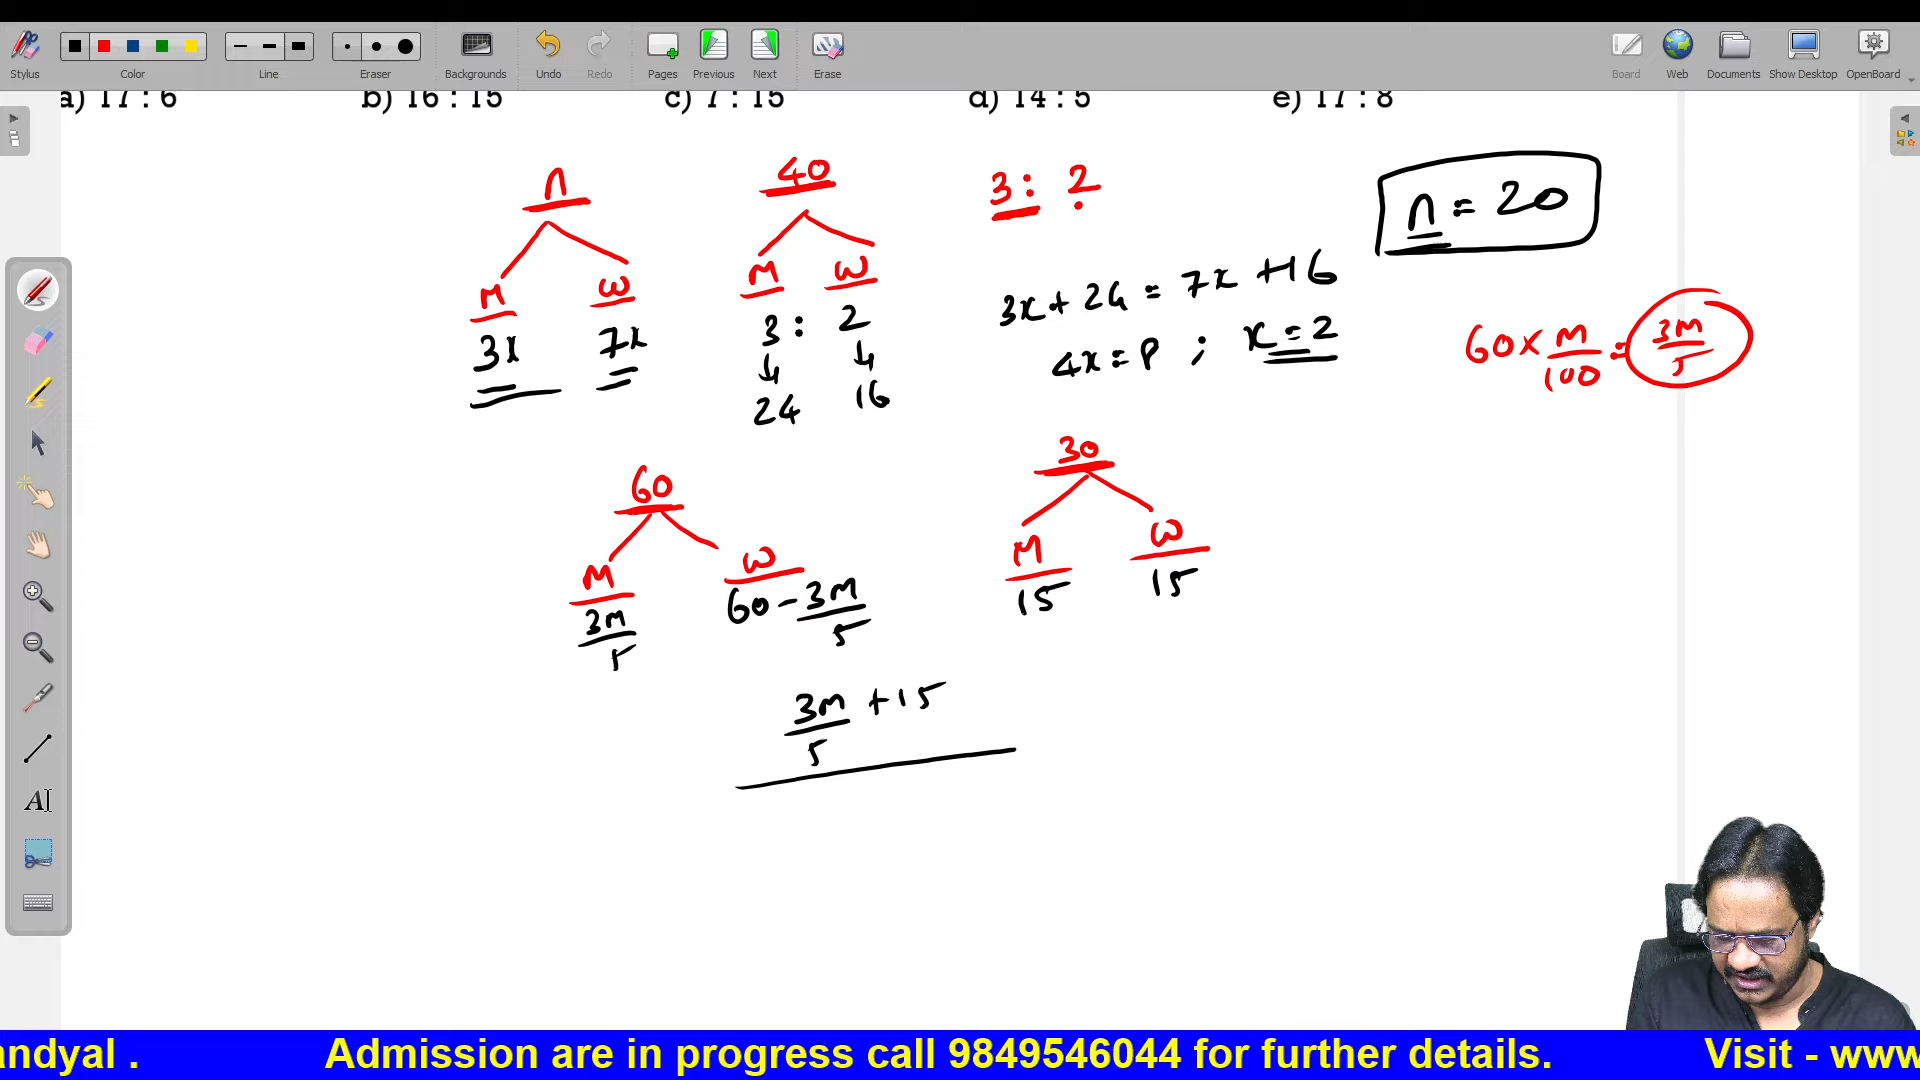 Stylus
Color
Line
Eraser
Backgrounds
Undo
Redo
Pages
Previous
Next
Erase
Board
Web
Documents
Show Desktop
OpenBoard
a) 17 : 6
b) 16 : 15
c) 7 : 15
d) 14 : 5
e) 17 : 8
n
M W
3x 7x
40
M W
3 : 2
24 16
3 : 2
3x + 24 = 7x + 16
4x = 8 ; x = 2
n = 20
60 × M/100 = 3M/5
60
M W
3M/5 60 - 3M/5
30
M W
15 15
3M/5 + 15
andyal .
Admission are in progress call 9849546044 for further details.
Visit - www